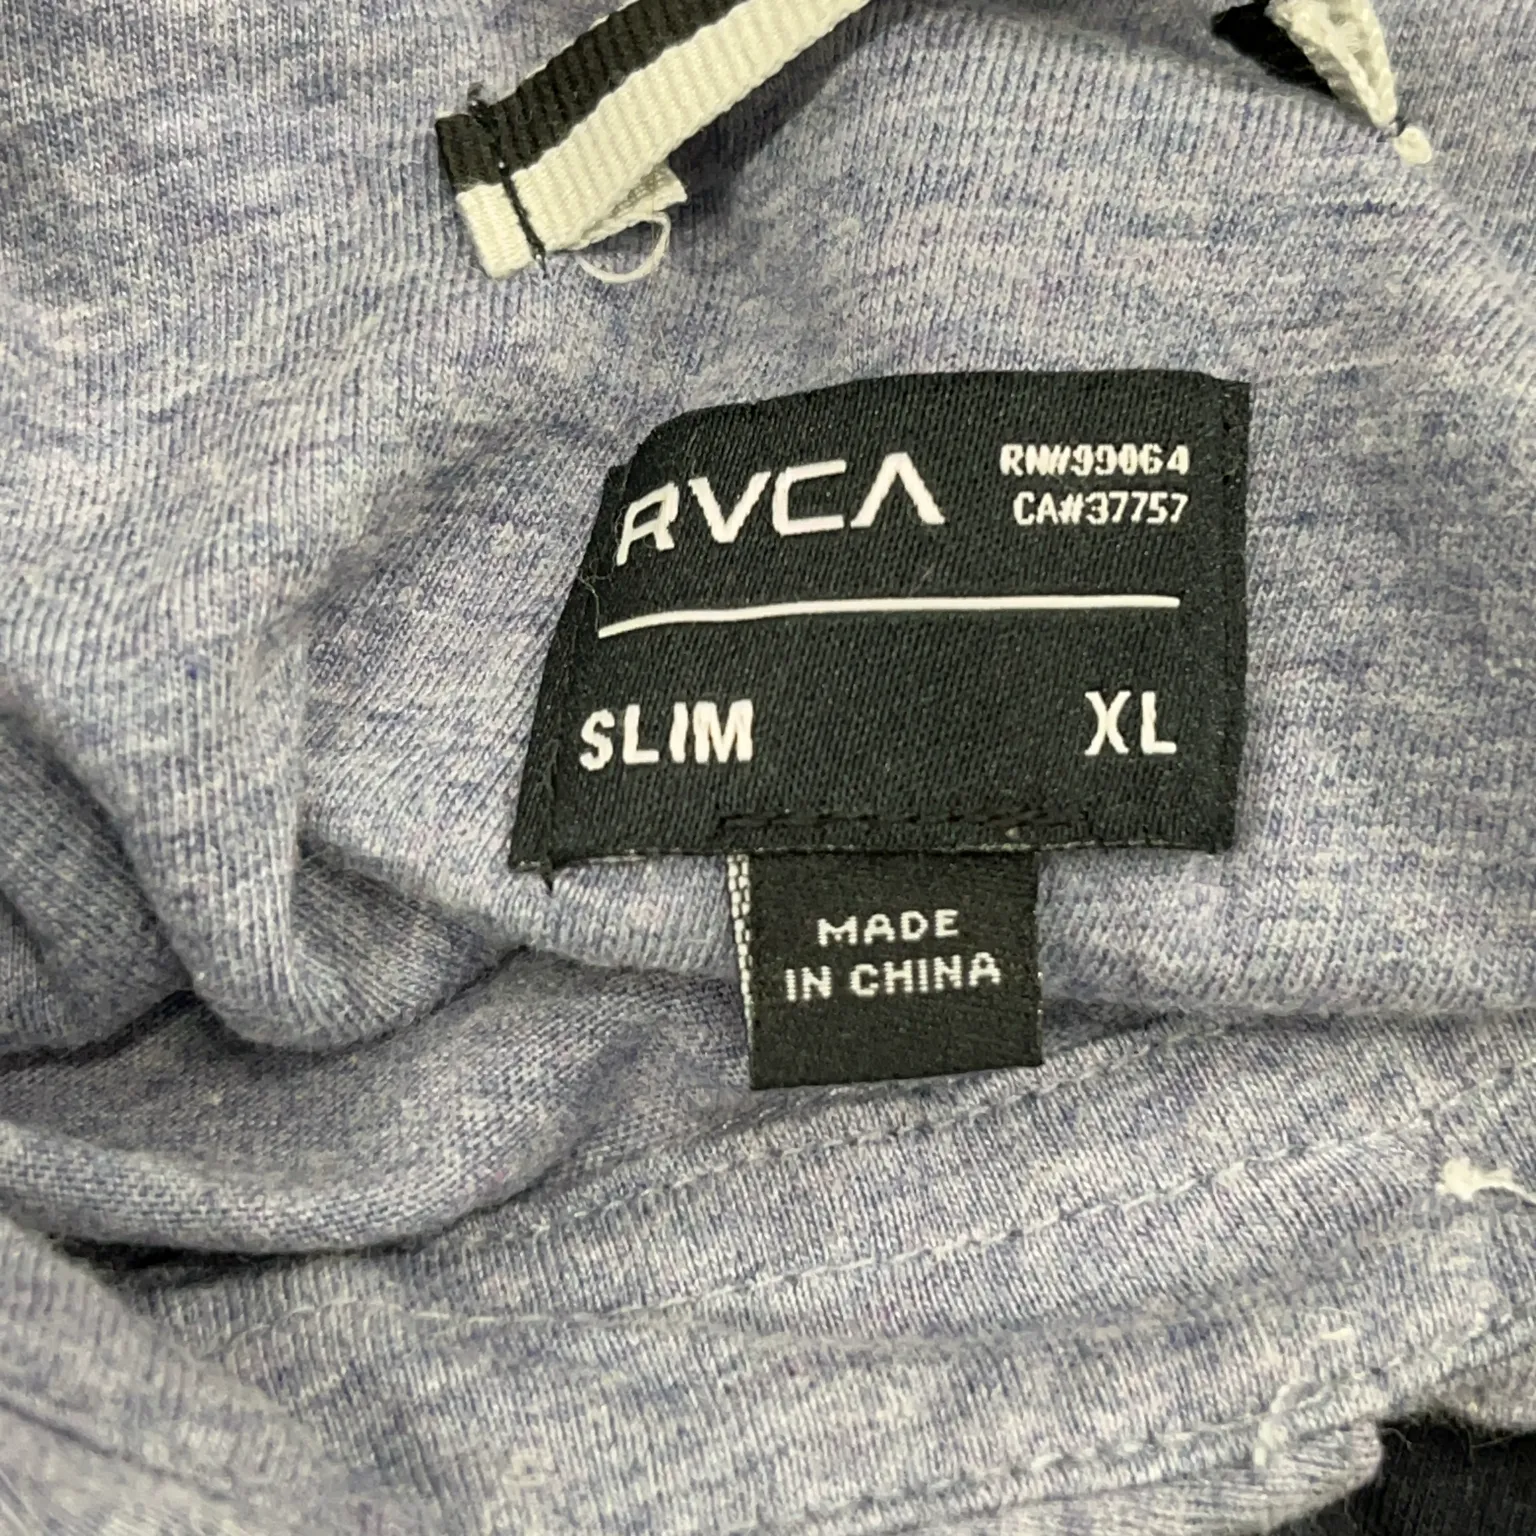 RVCA
RN#99064
CA#37757
SLIM XL
MADE
IN CHINA